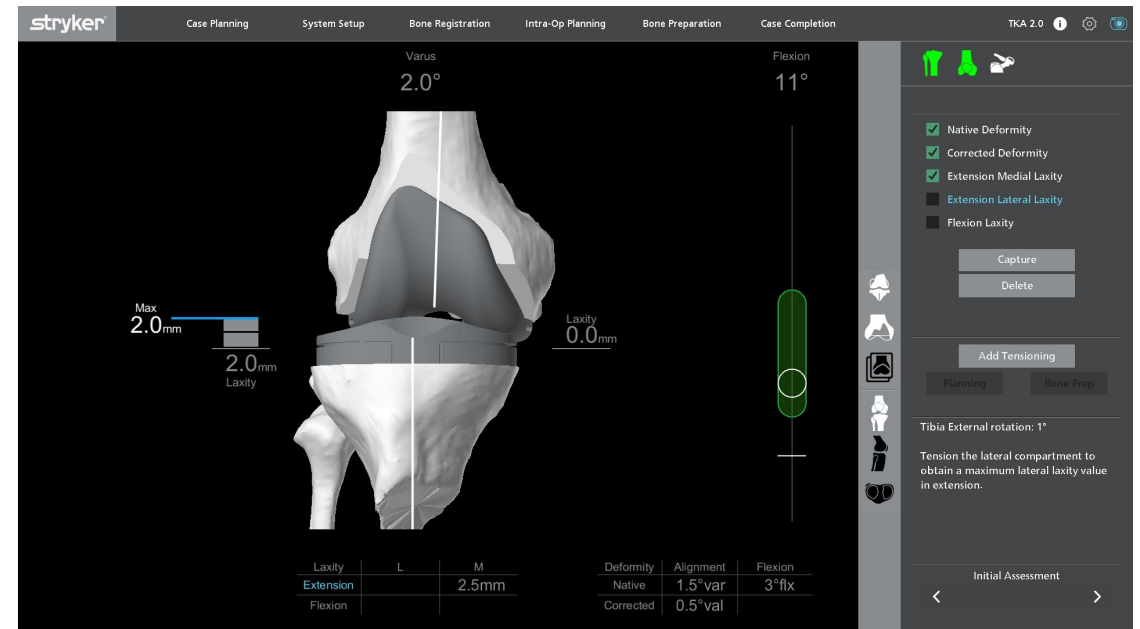 stryker
Case Planning System Setup Bone Registration Intra-Op Planning Bone Preparation Case Completion TKA 2.0
Varus
2.0°
Flexion
11°
Native Deformity
Corrected Deformity
Extension Medial Laxity
Extension Lateral Laxity
Flexion Laxity
Capture
Delete
Max
2.0mm
2.0mm
Laxity
Laxity
0.0mm
Add Tensioning
Planning Bone Prep
Tibia External rotation: 1°
Tension the lateral compartment to
obtain a maximum lateral laxity value
in extension.
Laxity L M
Extension 2.5mm
Flexion
Deformity Alignment Flexion
Native 1.5°var 3°flx
Corrected 0.5°val
Initial Assessment